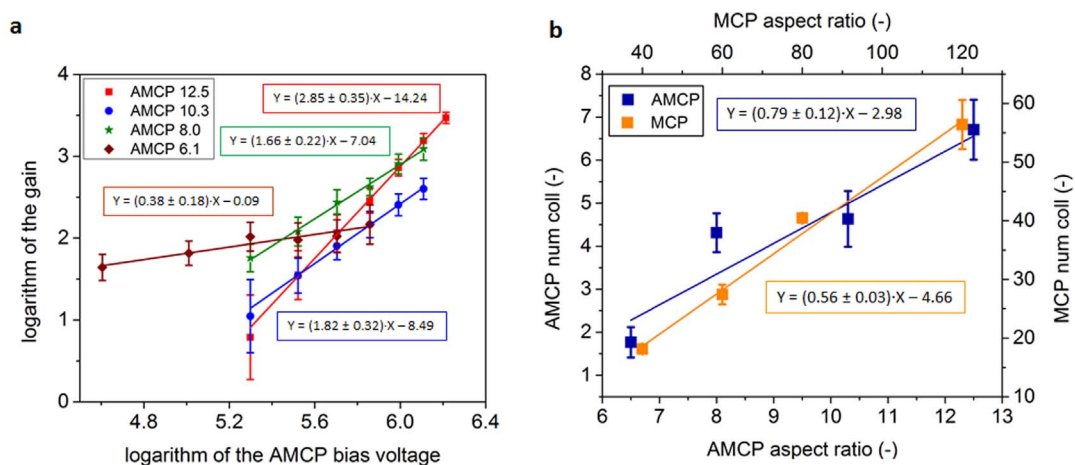 a
4
3
2
1
0
4.8
5.2
5.6
6.0
6.4
logarithm of the gain
logarithm of the AMCP bias voltage
AMCP 12.5
AMCP 10.3
AMCP 8.0
AMCP 6.1
Y = (2.85 ± 0.35)·X − 14.24
Y = (1.66 ± 0.22)·X − 7.04
Y = (0.38 ± 0.18)·X − 0.09
Y = (1.82 ± 0.32)·X − 8.49
b
MCP aspect ratio (-)
40
60
80
100
120
8
7
6
5
4
3
2
1
AMCP num coll (-)
AMCP
MCP
Y = (0.79 ± 0.12)·X − 2.98
Y = (0.56 ± 0.03)·X − 4.66
60
50
40
30
20
10
MCP num coll (-)
6
7
8
9
10
11
12
13
AMCP aspect ratio (-)